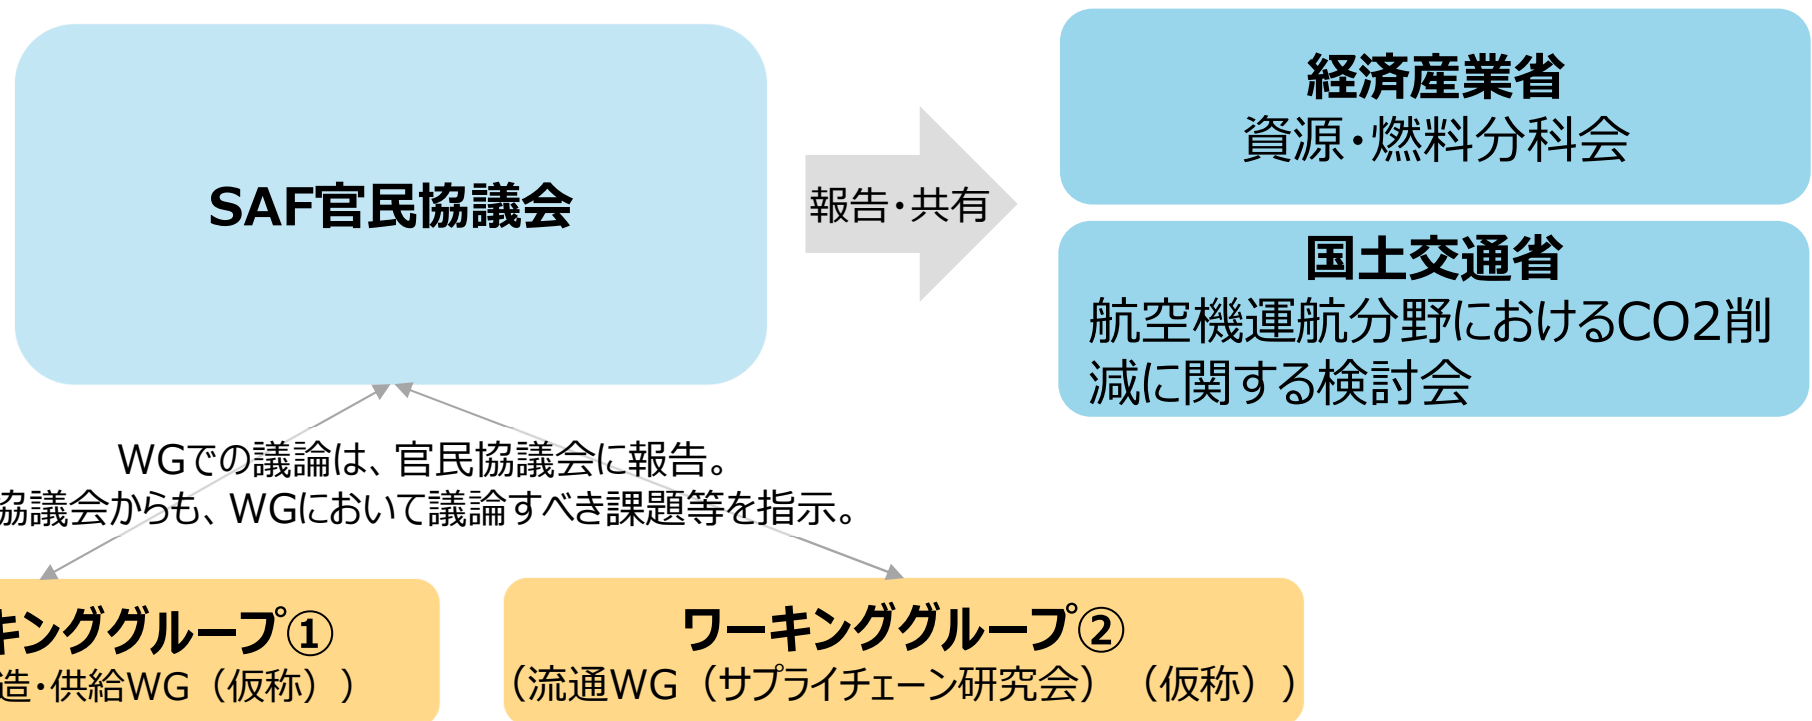 経済産業省
資源・燃料分科会
SAF官民協議会
報告・共有
国土交通省
航空機運航分野におけるCO2削
減に関する検討会
WGでの議論は、官民協議会に報告。
協議会からも、WGにおいて議論すべき課題等を指示。
キンググループ①
造・供給WG（仮称））
ワーキンググループ②
（流通WG（サプライチェーン研究会）（仮称））